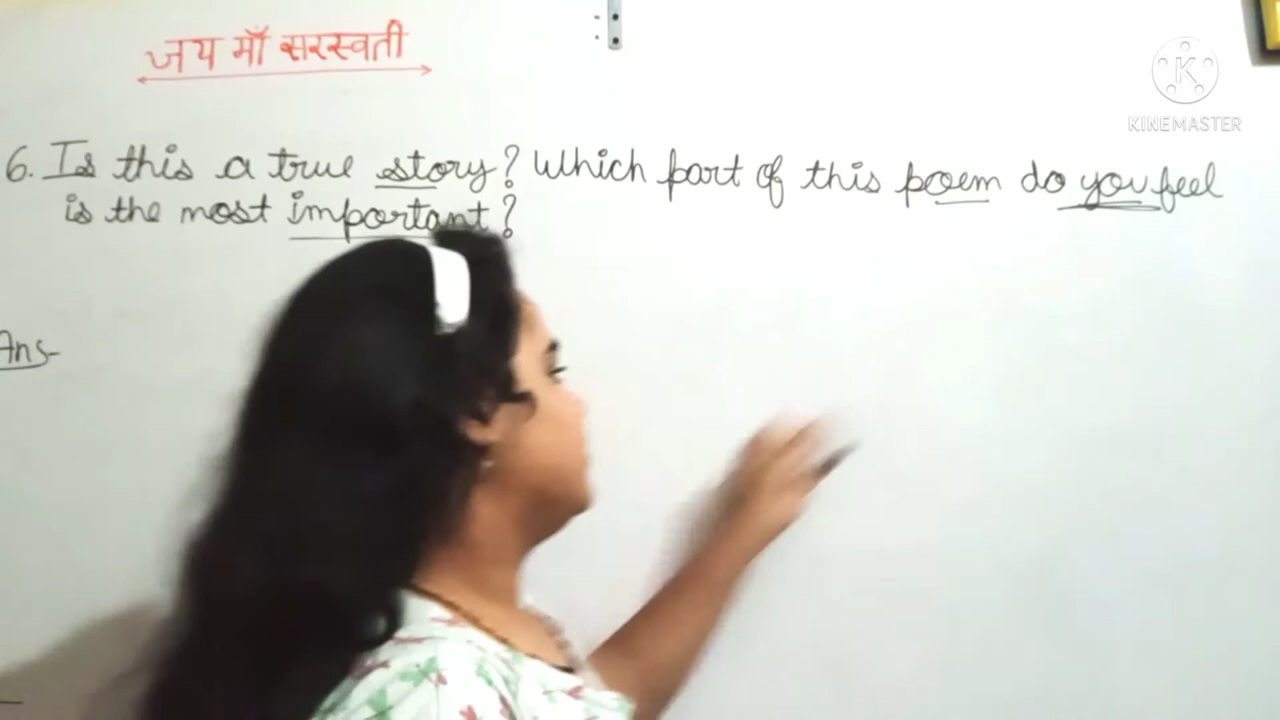 जय माँ सरस्वती
KINEMASTER
6. Is this a true story? Which part of this poem do you feel
is the most important?
Ans-